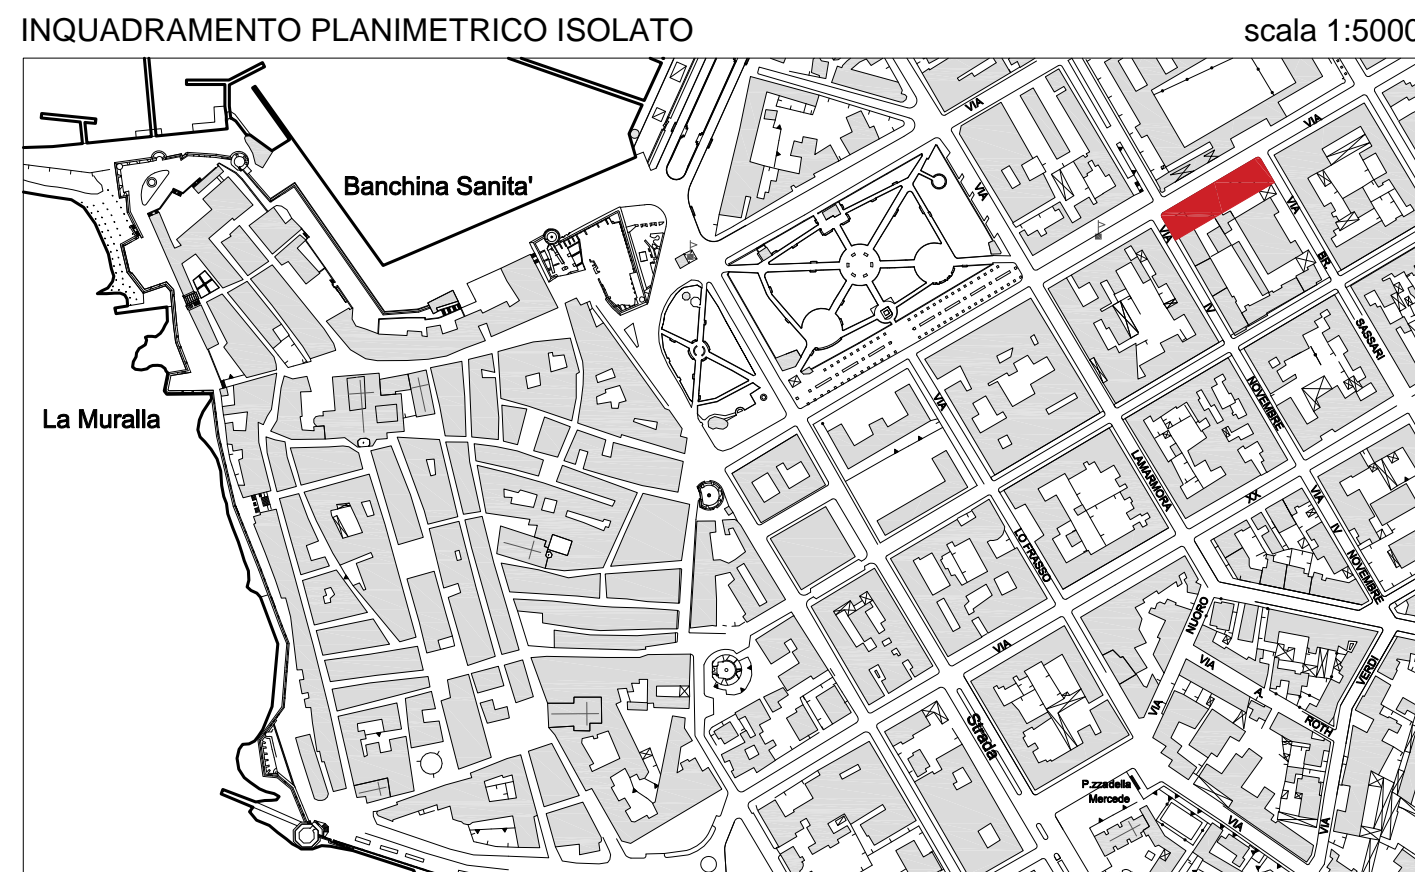 INQUADRAMENTO PLANIMETRICO ISOLATO
scala 1:5000
VIA
VIA
Banchina Sanita'
VIA
VIA
VIA
BR.
IV
SASSARI
La Muralla
VIA
NOVEMBRE
LAMARMORA
XX
VIA
IV
NOVEMBRE
LO FRASSO
NUORO
VIA
VIA
VERDI
A.
VIA
ROTH
Strada
P.zzadella
Mercede
VIA
VIA